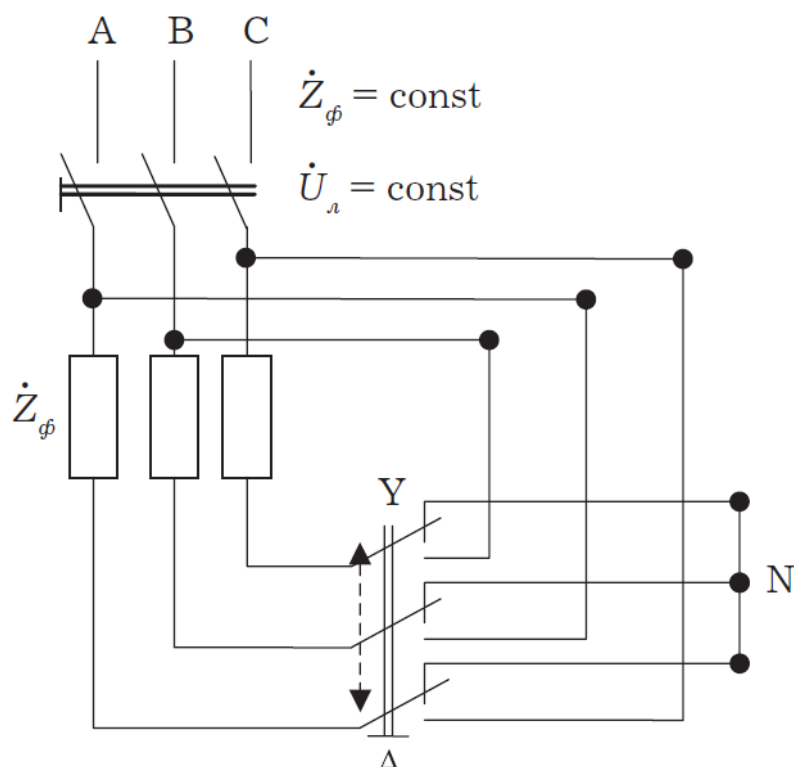 A B C
Ż_ф = const
U̇_л = const
Ż_ф
Y
N
Δ